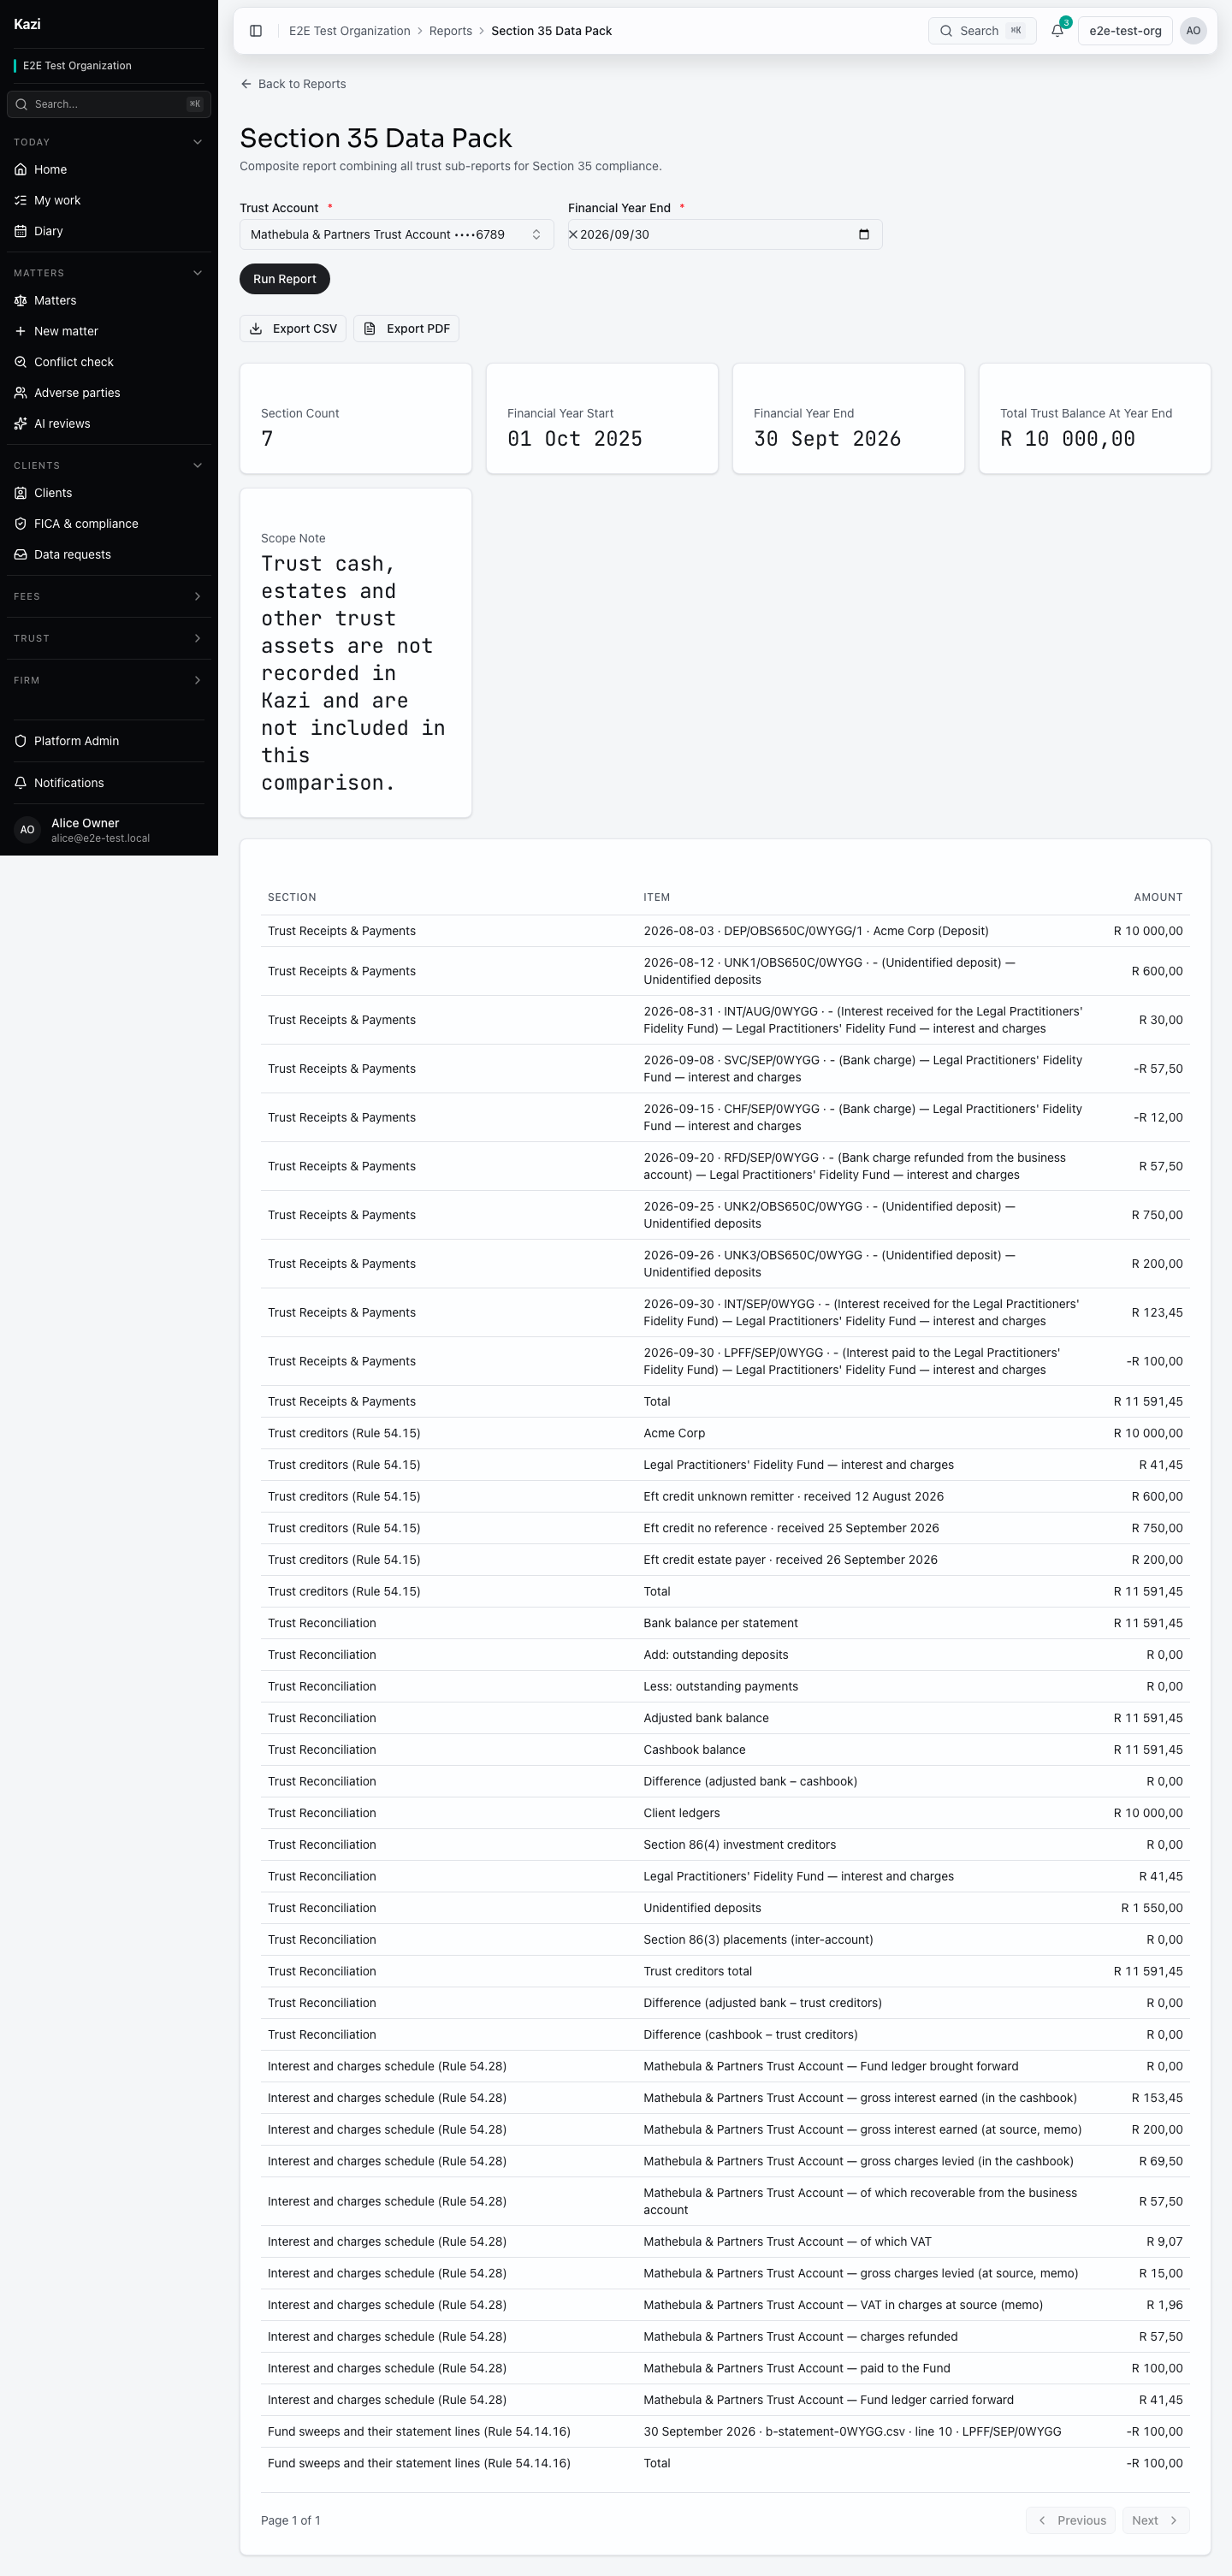 Kazi
E2E Test Organization
Search...
⌘K
TODAY
Home
My work
Diary
MATTERS
Matters
New matter
Conflict check
Adverse parties
AI reviews
CLIENTS
Clients
FICA & compliance
Data requests
FEES
TRUST
FIRM
Platform Admin
Notifications
AO
Alice Owner
alice@e2e-test.local
E2E Test Organization > Reports > Section 35 Data Pack
Search ⌘K
3
e2e-test-org
AO
Back to Reports
Section 35 Data Pack
Composite report combining all trust sub-reports for Section 35 compliance.
Trust Account *
Mathebula & Partners Trust Account ••••6789
Financial Year End *
2026/09/30
Run Report
Export CSV
Export PDF
Section Count
7
Financial Year Start
01 Oct 2025
Financial Year End
30 Sept 2026
Total Trust Balance At Year End
R 10 000,00
Scope Note
Trust cash,
estates and
other trust
assets are not
recorded in
Kazi and are
not included in
this
comparison.
SECTION ITEM AMOUNT
Trust Receipts & Payments 2026-08-03 · DEP/OBS650C/0WYGG/1 · Acme Corp (Deposit) R 10 000,00
Trust Receipts & Payments 2026-08-12 · UNK1/OBS650C/0WYGG · - (Unidentified deposit) — R 600,00
Unidentified deposits
Trust Receipts & Payments 2026-08-31 · INT/AUG/0WYGG · - (Interest received for the Legal Practitioners' R 30,00
Fidelity Fund) — Legal Practitioners' Fidelity Fund — interest and charges
Trust Receipts & Payments 2026-09-08 · SVC/SEP/0WYGG · - (Bank charge) — Legal Practitioners' Fidelity -R 57,50
Fund — interest and charges
Trust Receipts & Payments 2026-09-15 · CHF/SEP/0WYGG · - (Bank charge) — Legal Practitioners' Fidelity -R 12,00
Fund — interest and charges
Trust Receipts & Payments 2026-09-20 · RFD/SEP/0WYGG · - (Bank charge refunded from the business R 57,50
account) — Legal Practitioners' Fidelity Fund — interest and charges
Trust Receipts & Payments 2026-09-25 · UNK2/OBS650C/0WYGG · - (Unidentified deposit) — R 750,00
Unidentified deposits
Trust Receipts & Payments 2026-09-26 · UNK3/OBS650C/0WYGG · - (Unidentified deposit) — R 200,00
Unidentified deposits
Trust Receipts & Payments 2026-09-30 · INT/SEP/0WYGG · - (Interest received for the Legal Practitioners' R 123,45
Fidelity Fund) — Legal Practitioners' Fidelity Fund — interest and charges
Trust Receipts & Payments 2026-09-30 · LPFF/SEP/0WYGG · - (Interest paid to the Legal Practitioners' -R 100,00
Fidelity Fund) — Legal Practitioners' Fidelity Fund — interest and charges
Trust Receipts & Payments Total R 11 591,45
Trust creditors (Rule 54.15) Acme Corp R 10 000,00
Trust creditors (Rule 54.15) Legal Practitioners' Fidelity Fund — interest and charges R 41,45
Trust creditors (Rule 54.15) Eft credit unknown remitter · received 12 August 2026 R 600,00
Trust creditors (Rule 54.15) Eft credit no reference · received 25 September 2026 R 750,00
Trust creditors (Rule 54.15) Eft credit estate payer · received 26 September 2026 R 200,00
Trust creditors (Rule 54.15) Total R 11 591,45
Trust Reconciliation Bank balance per statement R 11 591,45
Trust Reconciliation Add: outstanding deposits R 0,00
Trust Reconciliation Less: outstanding payments R 0,00
Trust Reconciliation Adjusted bank balance R 11 591,45
Trust Reconciliation Cashbook balance R 11 591,45
Trust Reconciliation Difference (adjusted bank – cashbook) R 0,00
Trust Reconciliation Client ledgers R 10 000,00
Trust Reconciliation Section 86(4) investment creditors R 0,00
Trust Reconciliation Legal Practitioners' Fidelity Fund — interest and charges R 41,45
Trust Reconciliation Unidentified deposits R 1 550,00
Trust Reconciliation Section 86(3) placements (inter-account) R 0,00
Trust Reconciliation Trust creditors total R 11 591,45
Trust Reconciliation Difference (adjusted bank – trust creditors) R 0,00
Trust Reconciliation Difference (cashbook – trust creditors) R 0,00
Interest and charges schedule (Rule 54.28) Mathebula & Partners Trust Account — Fund ledger brought forward R 0,00
Interest and charges schedule (Rule 54.28) Mathebula & Partners Trust Account — gross interest earned (in the cashbook) R 153,45
Interest and charges schedule (Rule 54.28) Mathebula & Partners Trust Account — gross interest earned (at source, memo) R 200,00
Interest and charges schedule (Rule 54.28) Mathebula & Partners Trust Account — gross charges levied (in the cashbook) R 69,50
Interest and charges schedule (Rule 54.28) Mathebula & Partners Trust Account — of which recoverable from the business R 57,50
account
Interest and charges schedule (Rule 54.28) Mathebula & Partners Trust Account — of which VAT R 9,07
Interest and charges schedule (Rule 54.28) Mathebula & Partners Trust Account — gross charges levied (at source, memo) R 15,00
Interest and charges schedule (Rule 54.28) Mathebula & Partners Trust Account — VAT in charges at source (memo) R 1,96
Interest and charges schedule (Rule 54.28) Mathebula & Partners Trust Account — charges refunded R 57,50
Interest and charges schedule (Rule 54.28) Mathebula & Partners Trust Account — paid to the Fund R 100,00
Interest and charges schedule (Rule 54.28) Mathebula & Partners Trust Account — Fund ledger carried forward R 41,45
Fund sweeps and their statement lines (Rule 54.14.16) 30 September 2026 · b-statement-0WYGG.csv · line 10 · LPFF/SEP/0WYGG -R 100,00
Fund sweeps and their statement lines (Rule 54.14.16) Total -R 100,00
Page 1 of 1
Previous
Next